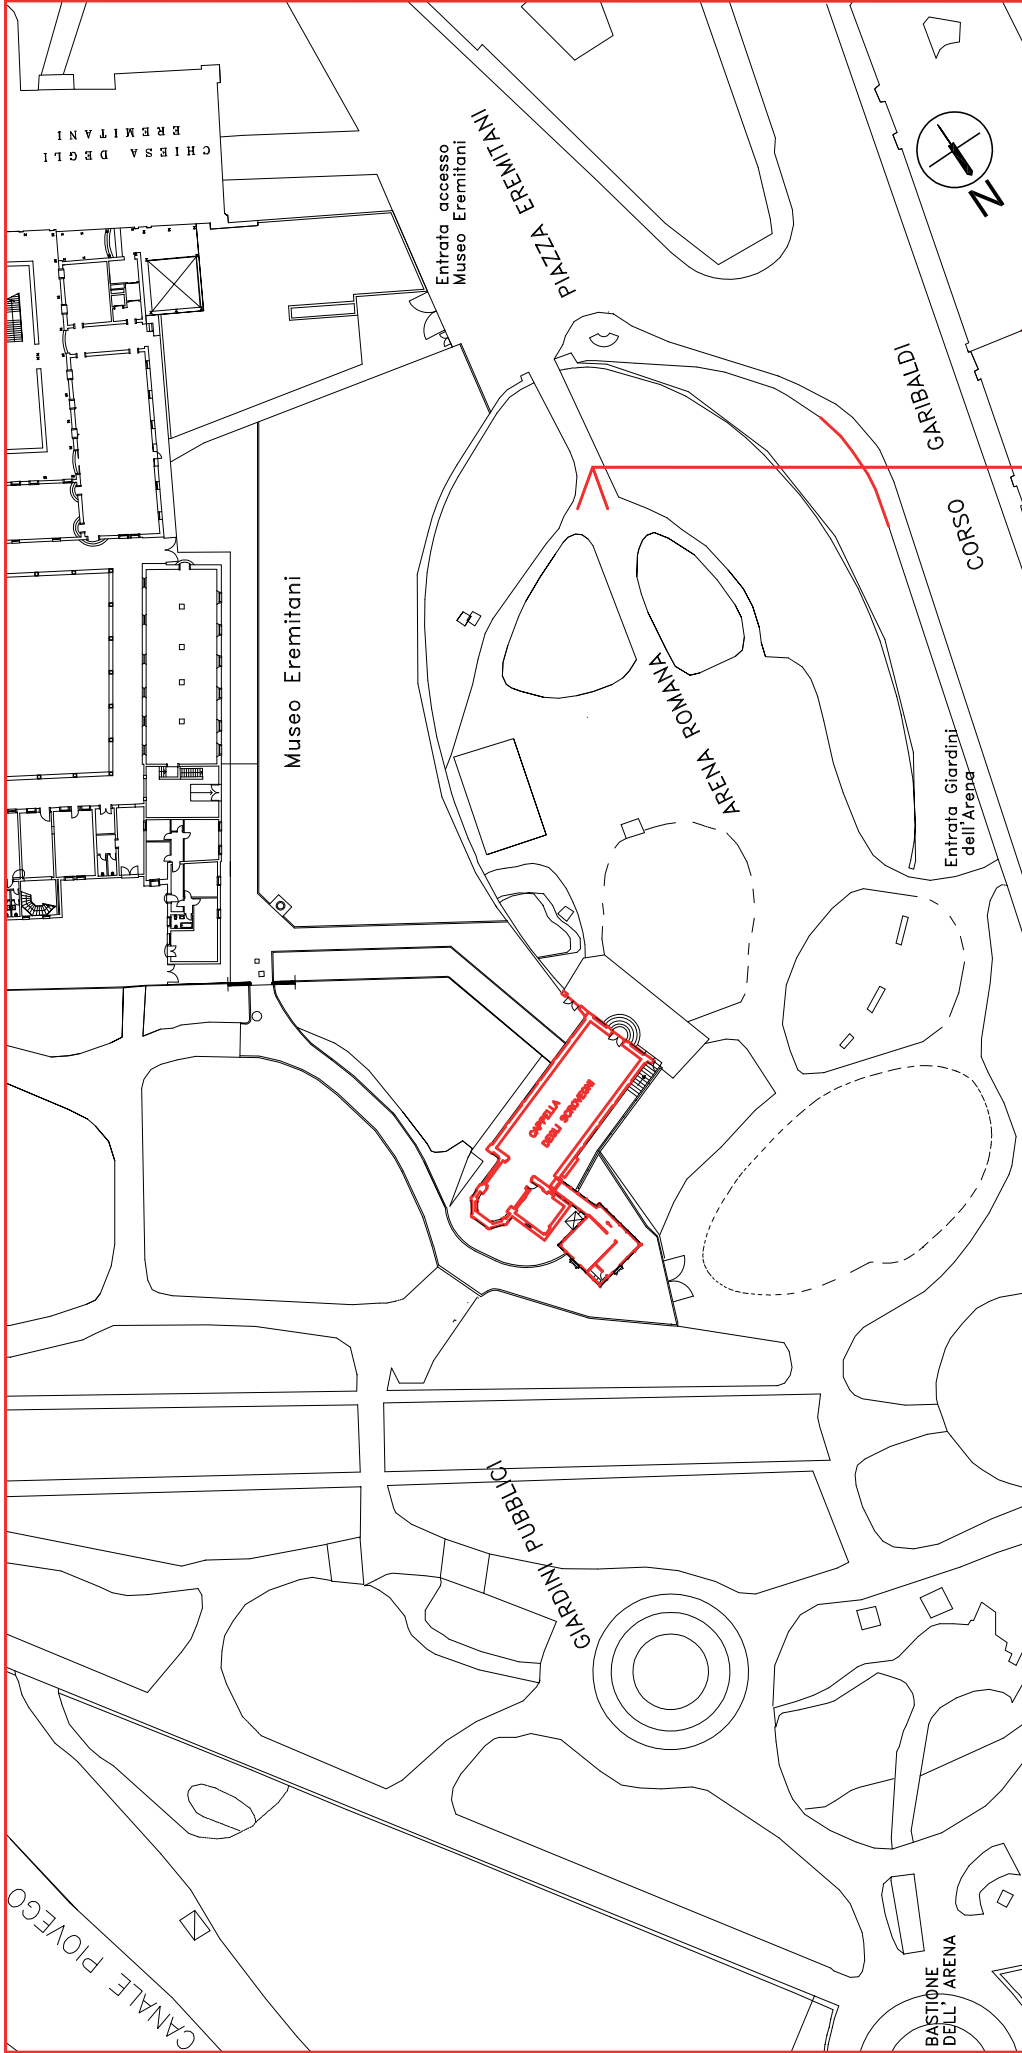 CHIESA DEGLI
EREMITANI
Entrata accesso
Museo Eremitani
PIAZZA EREMITANI
N
GARIBALDI
CORSO
Museo Eremitani
ARENA ROMANA
Entrata Giardini
dell'Arena
CAPPELLA
DEGLI SCROVEGNI
GIARDINI PUBBLICI
CANALE PIOVEGO
BASTIONE
DELL' ARENA